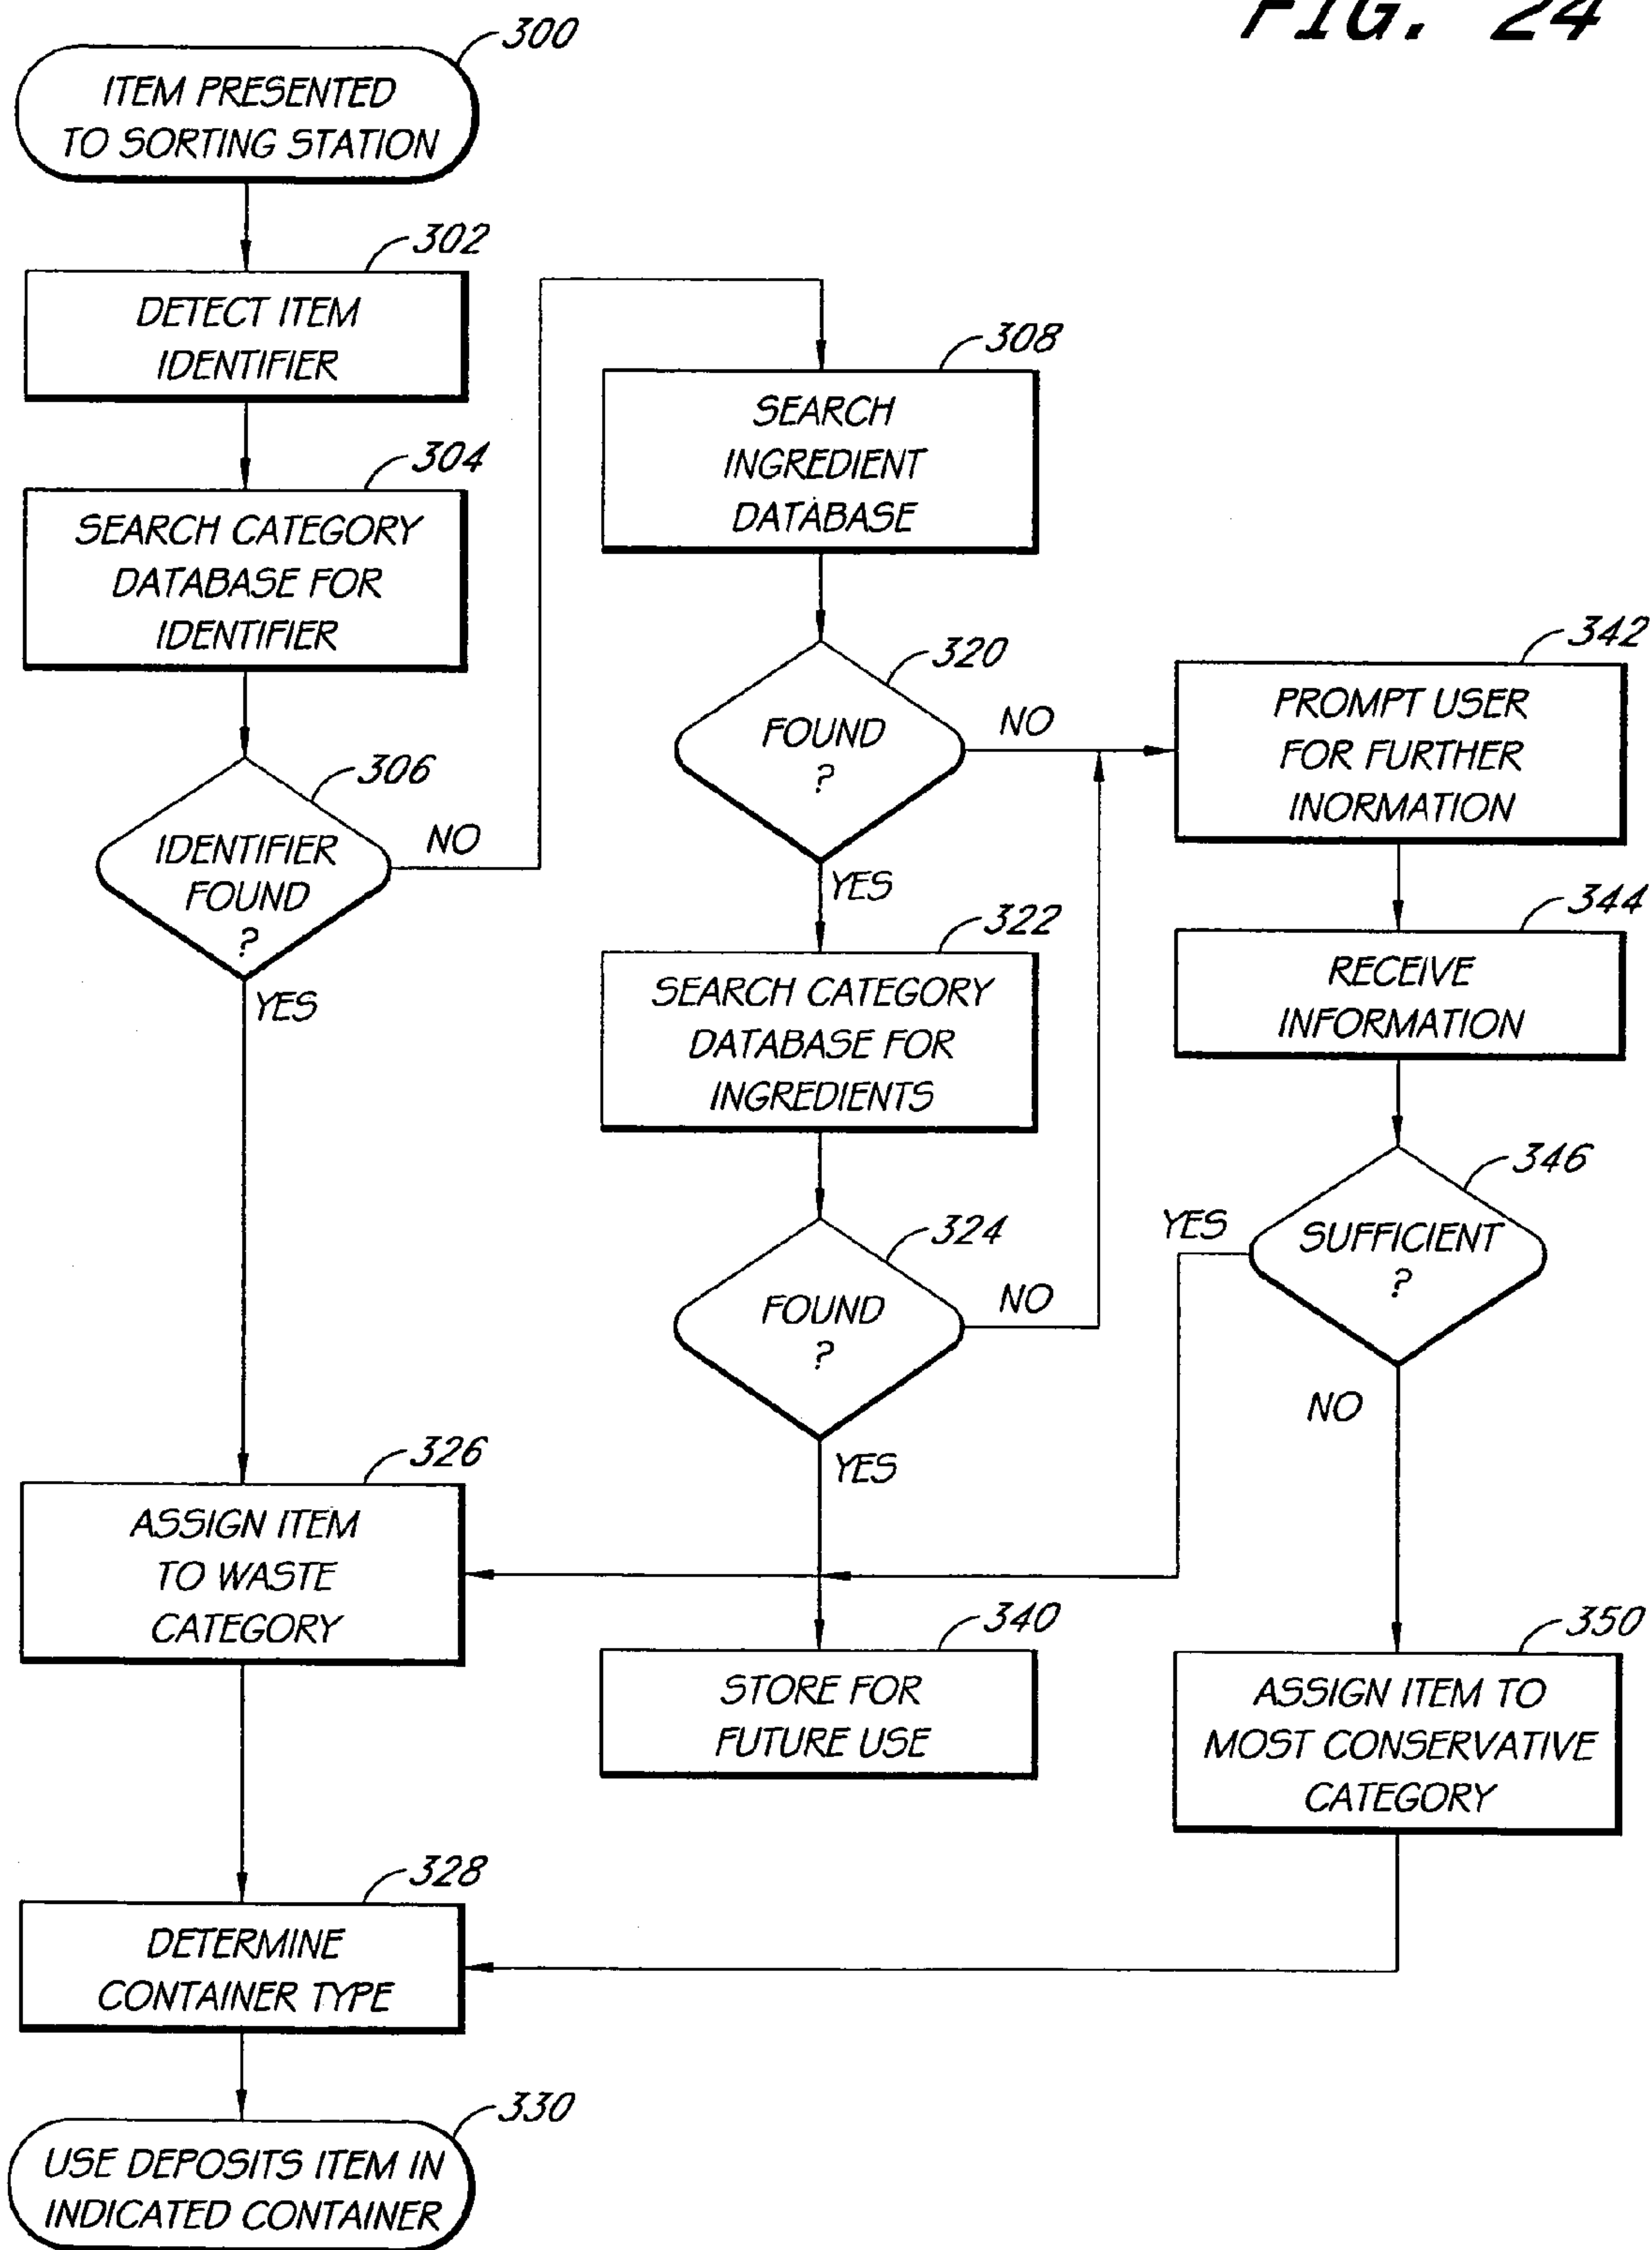 FIG. 24
300
ITEM PRESENTED
TO SORTING STATION
302
DETECT ITEM
IDENTIFIER
304
SEARCH CATEGORY
DATABASE FOR
IDENTIFIER
306
IDENTIFIER
FOUND
?
NO
YES
308
SEARCH
INGREDIENT
DATABASE
320
FOUND
?
NO
YES
322
SEARCH CATEGORY
DATABASE FOR
INGREDIENTS
324
FOUND
?
NO
YES
342
PROMPT USER
FOR FURTHER
INORMATION
344
RECEIVE
INFORMATION
346
SUFFICIENT
?
YES
NO
326
ASSIGN ITEM
TO WASTE
CATEGORY
340
STORE FOR
FUTURE USE
350
ASSIGN ITEM TO
MOST CONSERVATIVE
CATEGORY
328
DETERMINE
CONTAINER TYPE
330
USE DEPOSITS ITEM IN
INDICATED CONTAINER